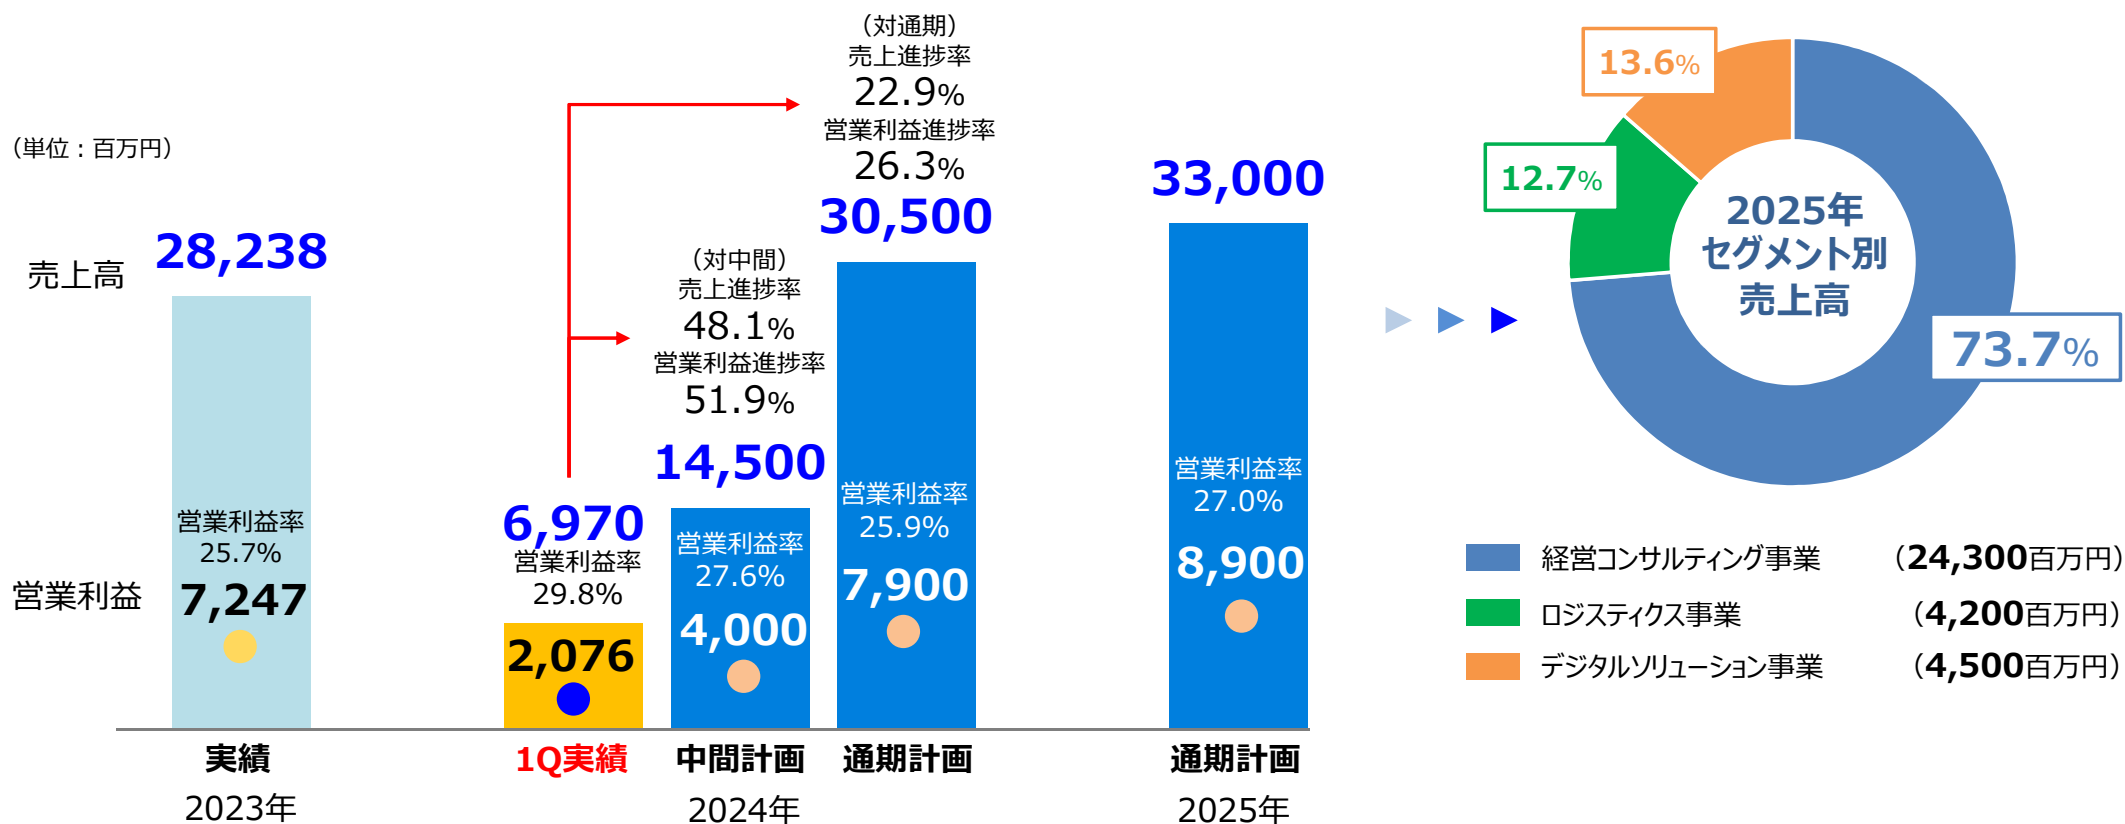 （単位：百万円）
売上高
営業利益
28,238
営業利益率
25.7%
7,247
実績
2023年
6,970
営業利益率
29.8%
2,076
1Q実績
（対中間）
売上進捗率
48.1%
営業利益進捗率
51.9%
14,500
営業利益率
27.6%
4,000
中間計画
2024年
（対通期）
売上進捗率
22.9%
営業利益進捗率
26.3%
30,500
営業利益率
25.9%
7,900
通期計画
33,000
営業利益率
27.0%
8,900
通期計画
2025年
13.6%
12.7%
73.7%
2025年
セグメント別
売上高
経営コンサルティング事業 （24,300百万円）
ロジスティクス事業 （4,200百万円）
デジタルソリューション事業 （4,500百万円）